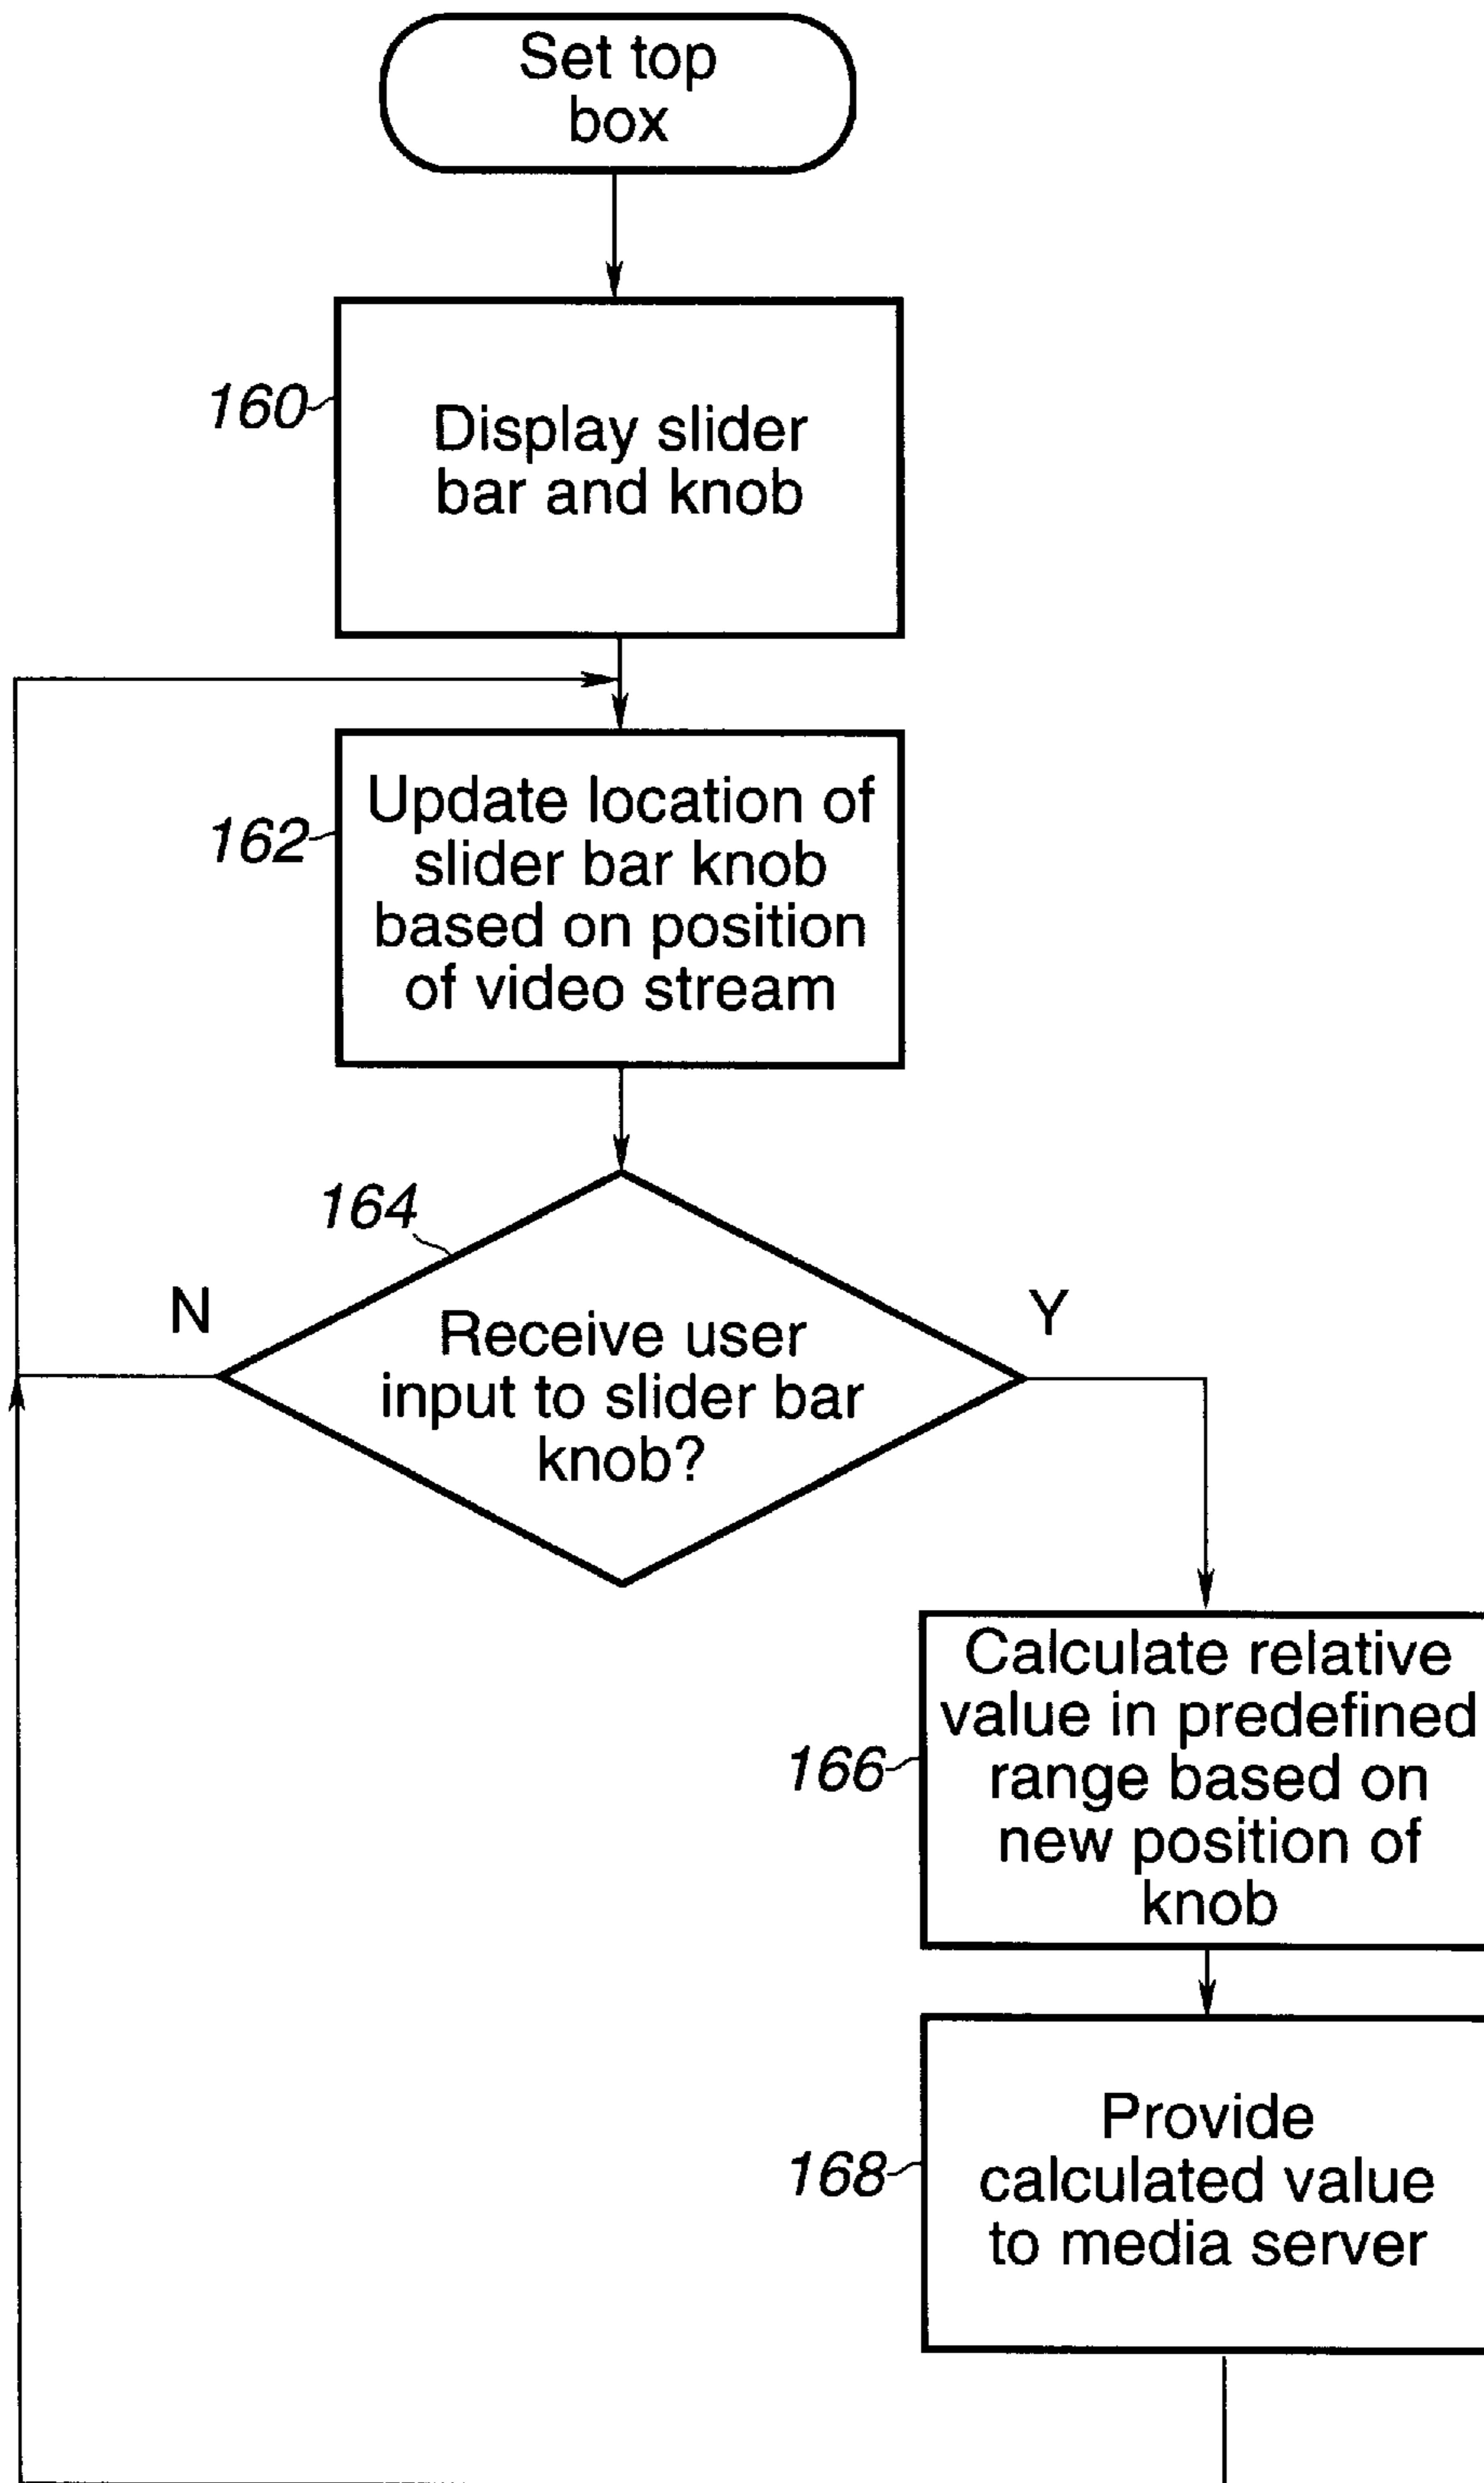 Set top
box
160
Display slider
bar and knob
162
Update location of
slider bar knob
based on position
of video stream
164
N
Y
Receive user
input to slider bar
knob?
166
Calculate relative
value in predefined
range based on
new position of
knob
168
Provide
calculated value
to media server